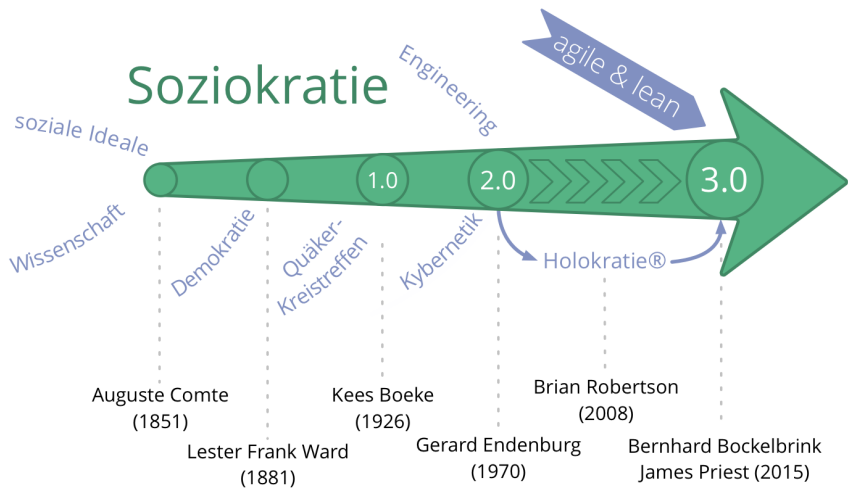 Soziokratie
Engineering
agile & lean
soziale Ideale
1.0
2.0
3.0
Wissenschaft
Demokratie
Quäker-
Kreistreffen
Kybernetik
Holokratie®
Auguste Comte
(1851)
Lester Frank Ward
(1881)
Kees Boeke
(1926)
Gerard Endenburg
(1970)
Brian Robertson
(2008)
Bernhard Bockelbrink
James Priest (2015)